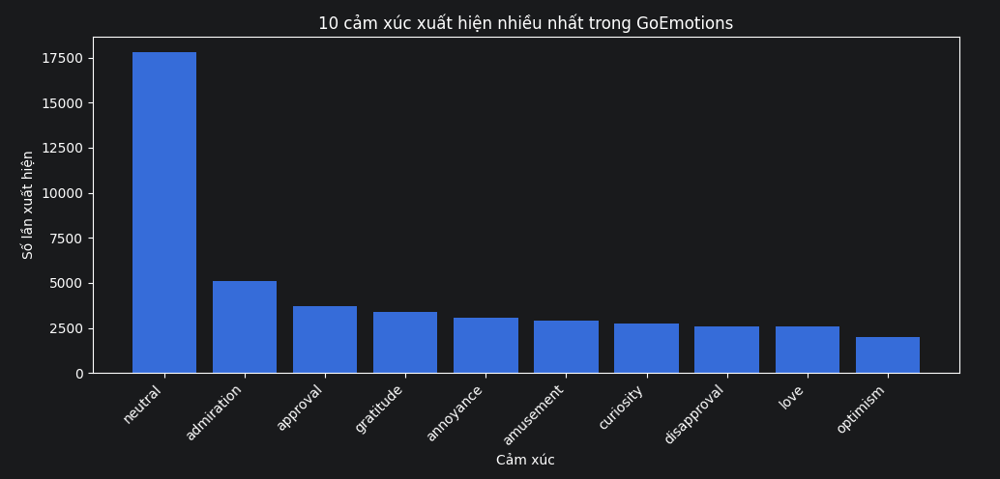 10 cảm xúc xuất hiện nhiều nhất trong GoEmotions
Số lần xuất hiện
17500
15000
12500
10000
7500
5000
2500
0
neutral
admiration
approval
gratitude
annoyance
amusement
curiosity
disapproval
love
optimism
Cảm xúc